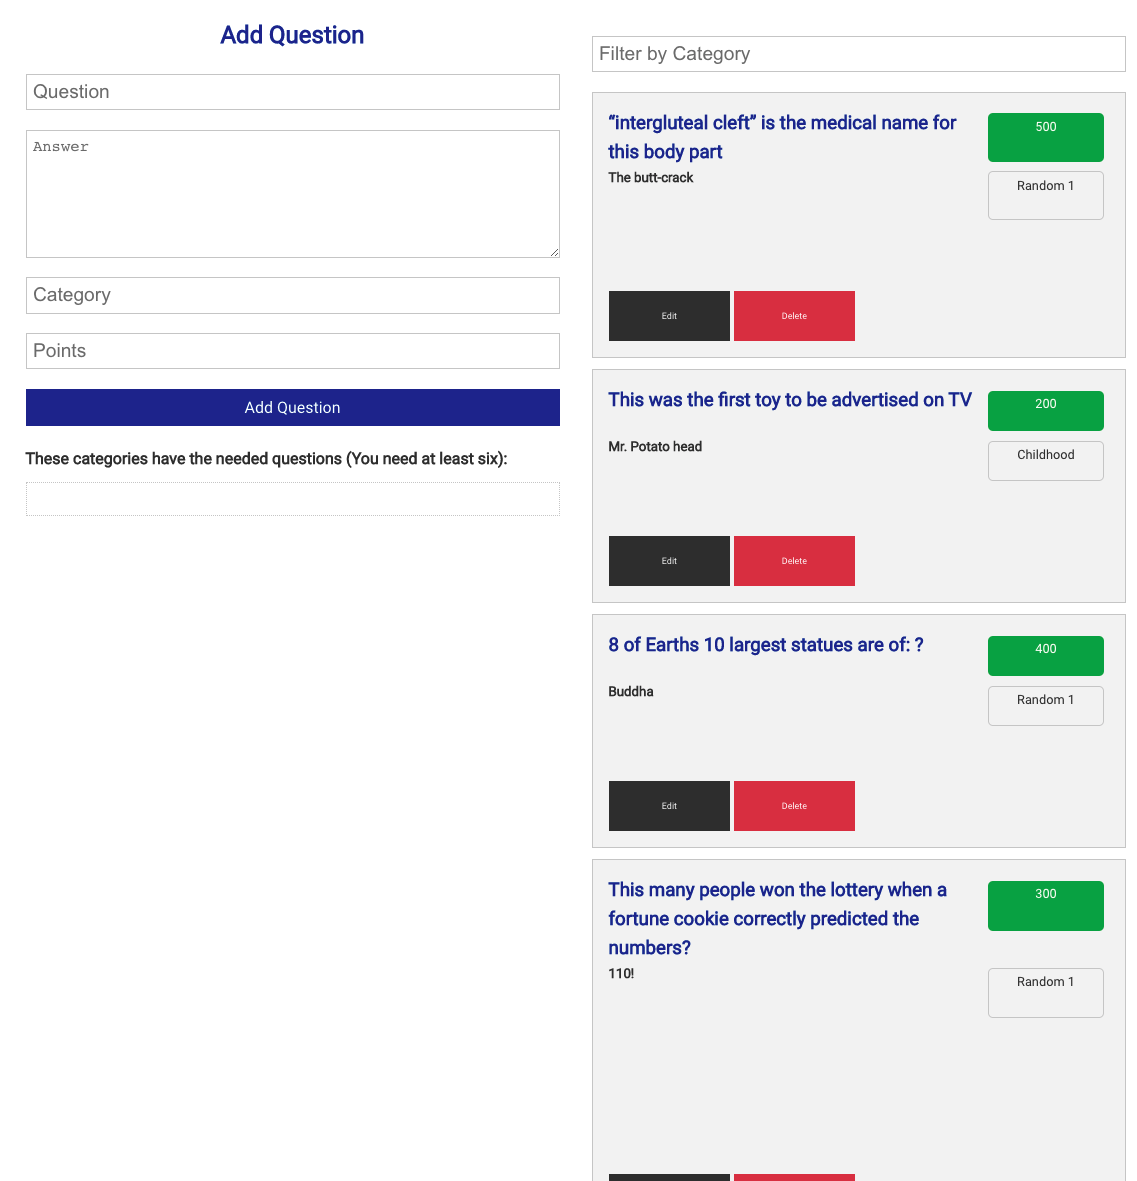 Add Question
Question
Answer
Category
Points
Add Question
These categories have the needed questions (You need at least six):
Filter by Category
“intergluteal cleft” is the medical name for
this body part
500
The butt-crack
Random 1
Edit
Delete
This was the first toy to be advertised on TV
200
Mr. Potato head
Childhood
Edit
Delete
8 of Earths 10 largest statues are of: ?
400
Buddha
Random 1
Edit
Delete
This many people won the lottery when a
fortune cookie correctly predicted the
numbers?
300
110!
Random 1